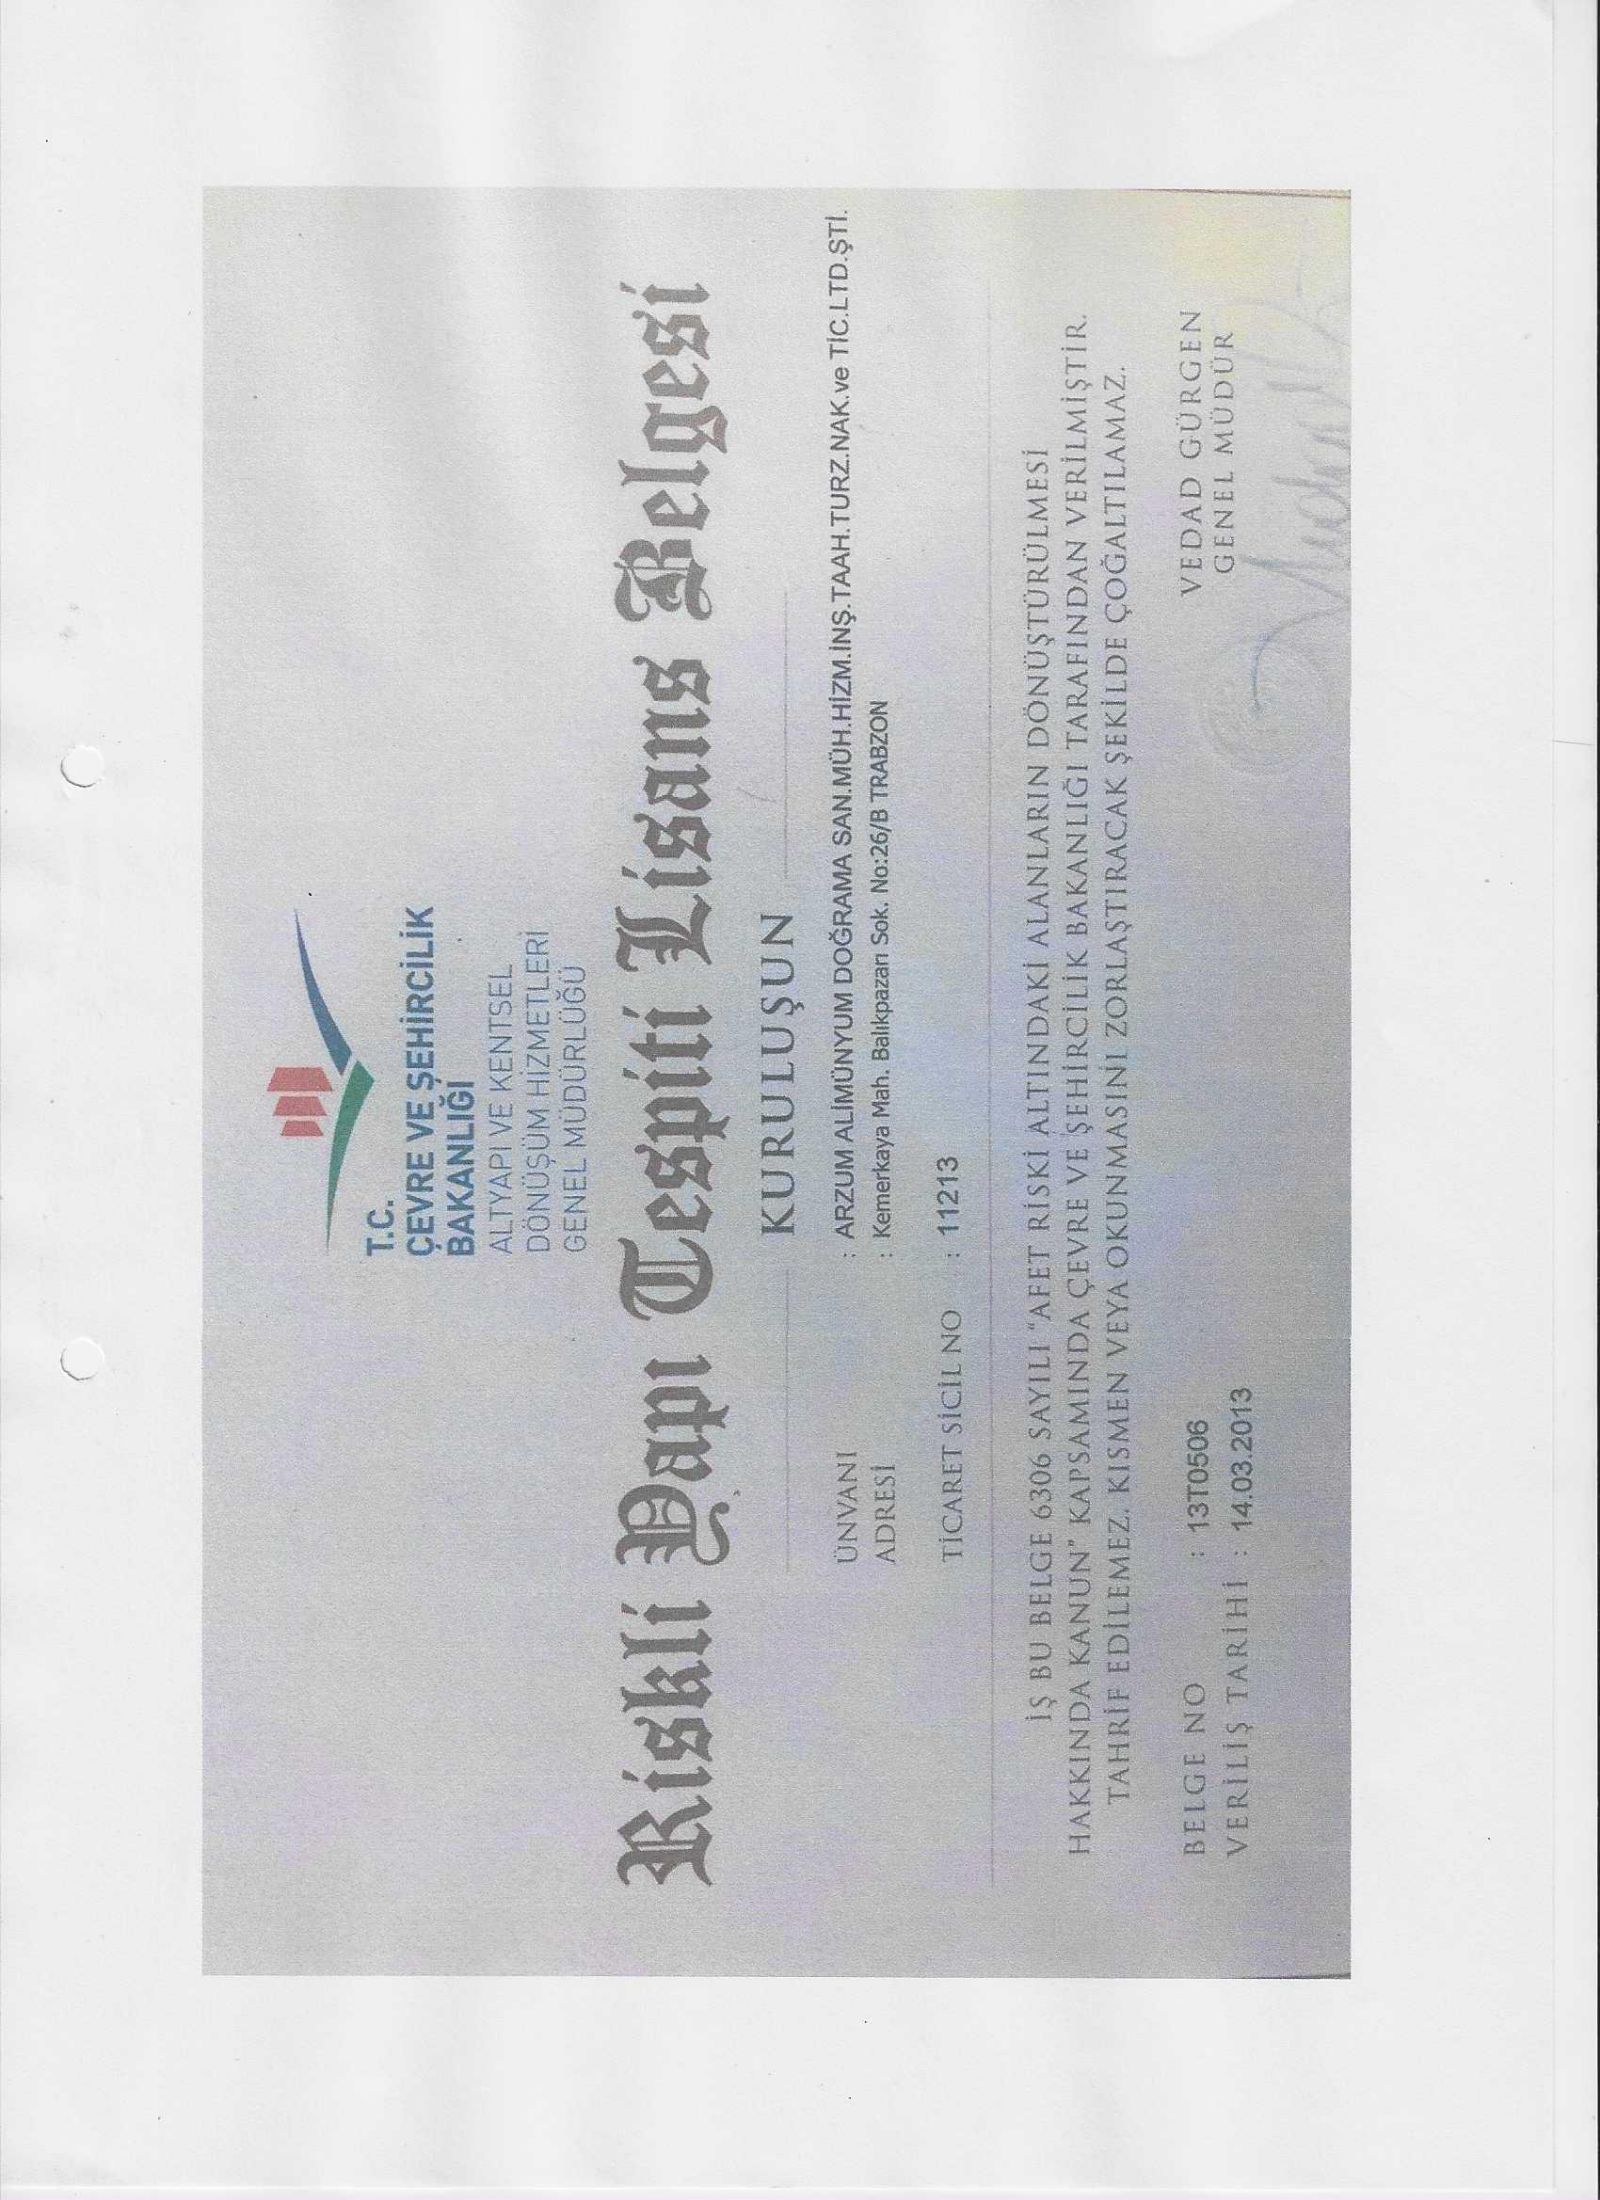 T.C.
ÇEVRE VE ŞEHİRCİLİK
BAKANLIĞI
ALTYAPI VE KENTSEL
DÖNÜŞÜM HİZMETLERİ
GENEL MÜDÜRLÜĞÜ
Riskli Yapı Tespiti Lisans Belgesi
KURULUŞUN
ÜNVANI : ARZUM ALİMÜNYUM DOĞRAMA SAN.MÜH.HİZM.İNŞ.TAAH.TURZ.NAK.ve TİC.LTD.ŞTİ.
ADRESİ : Kemerkaya Mah. Balıkpazarı Sok. No:26/B TRABZON
TİCARET SİCİL NO : 11213
İŞ BU BELGE 6306 SAYILI "AFET RİSKİ ALTINDAKİ ALANLARIN DÖNÜŞTÜRÜLMESİ
HAKKINDA KANUN" KAPSAMINDA ÇEVRE VE ŞEHİRCİLİK BAKANLIĞI TARAFINDAN VERİLMİŞTİR.
TAHRİF EDİLEMEZ. KISMEN VEYA OKUNMASINI ZORLAŞTIRACAK ŞEKİLDE ÇOĞALTILAMAZ.
BELGE NO : 13T0506
VERİLİŞ TARİHİ : 14.03.2013
VEDAD GÜRGEN
GENEL MÜDÜR